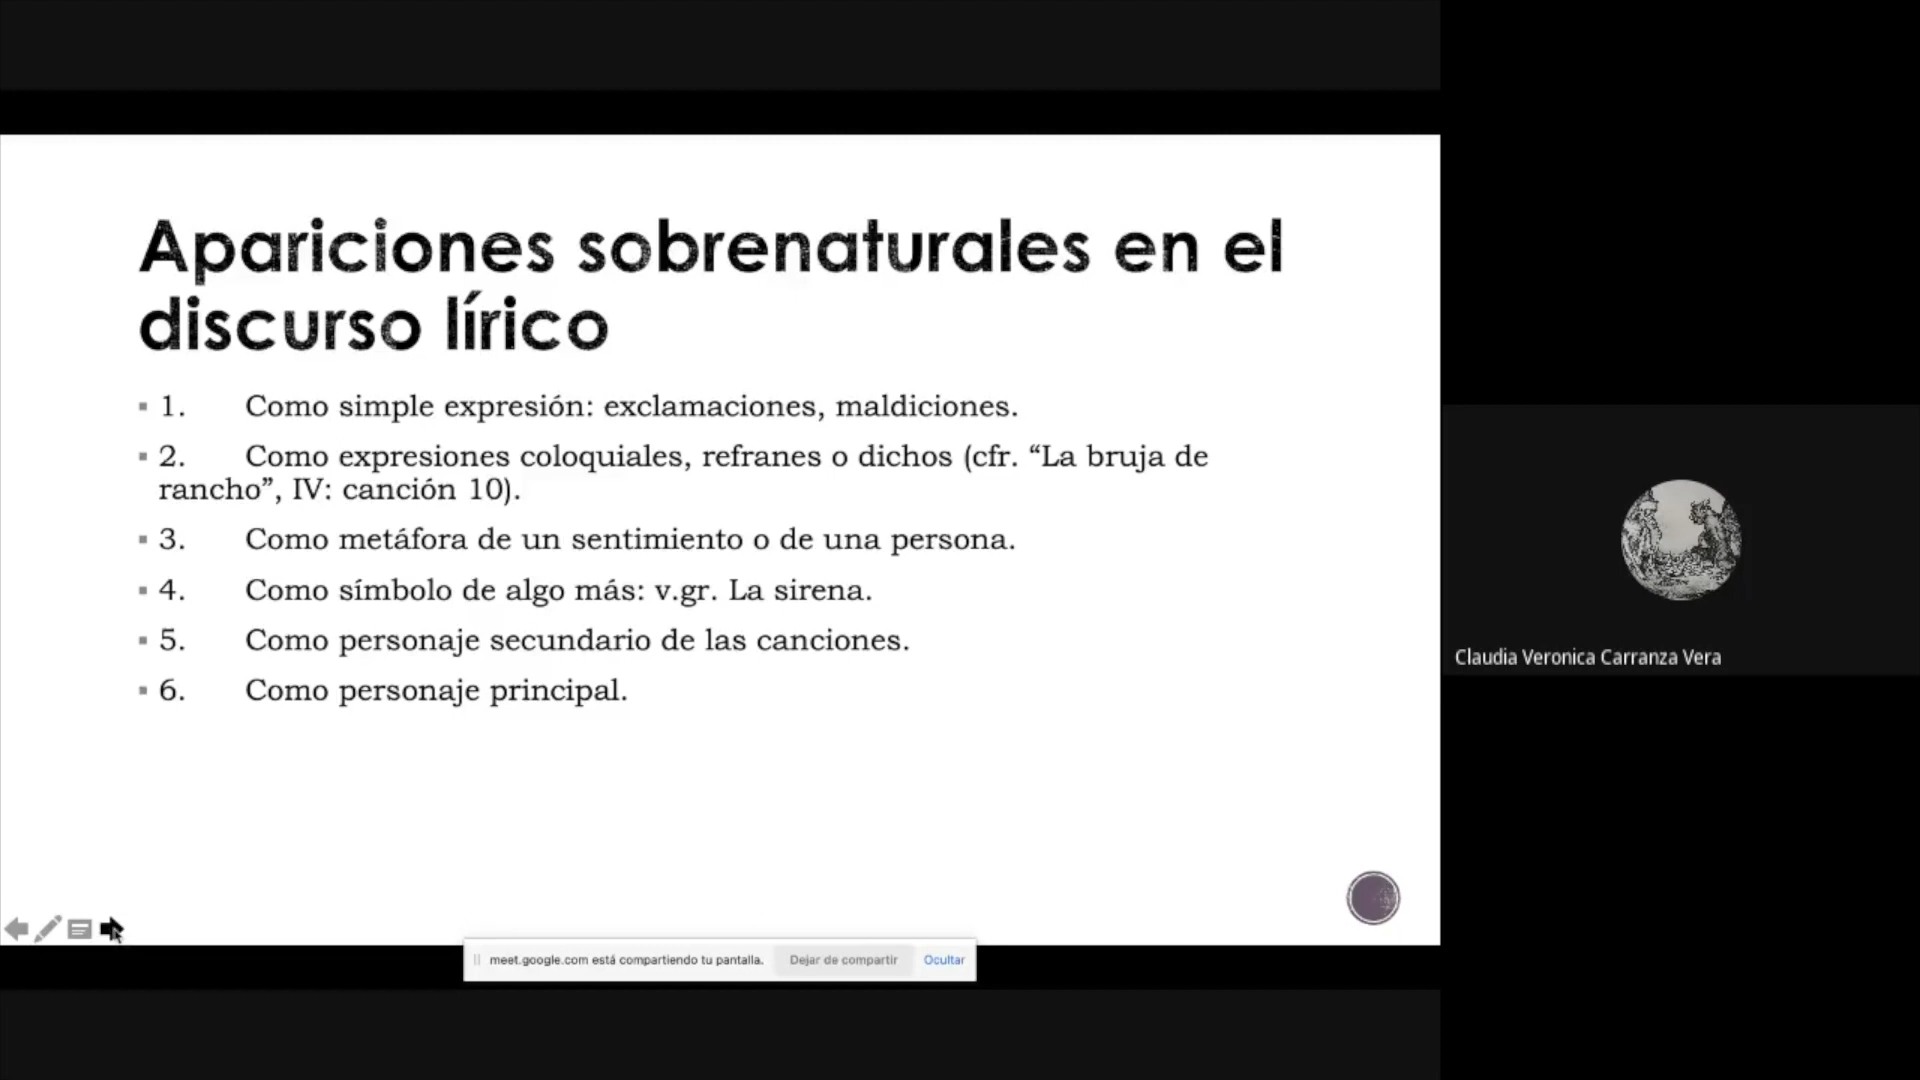 Apariciones sobrenaturales en el
discurso lírico
▪ 1. Como simple expresión: exclamaciones, maldiciones.
▪ 2. Como expresiones coloquiales, refranes o dichos (cfr. “La bruja de
rancho”, IV: canción 10).
▪ 3. Como metáfora de un sentimiento o de una persona.
▪ 4. Como símbolo de algo más: v.gr. La sirena.
▪ 5. Como personaje secundario de las canciones.
▪ 6. Como personaje principal.
Claudia Veronica Carranza Vera
meet.google.com está compartiendo tu pantalla. Dejar de compartir Ocultar